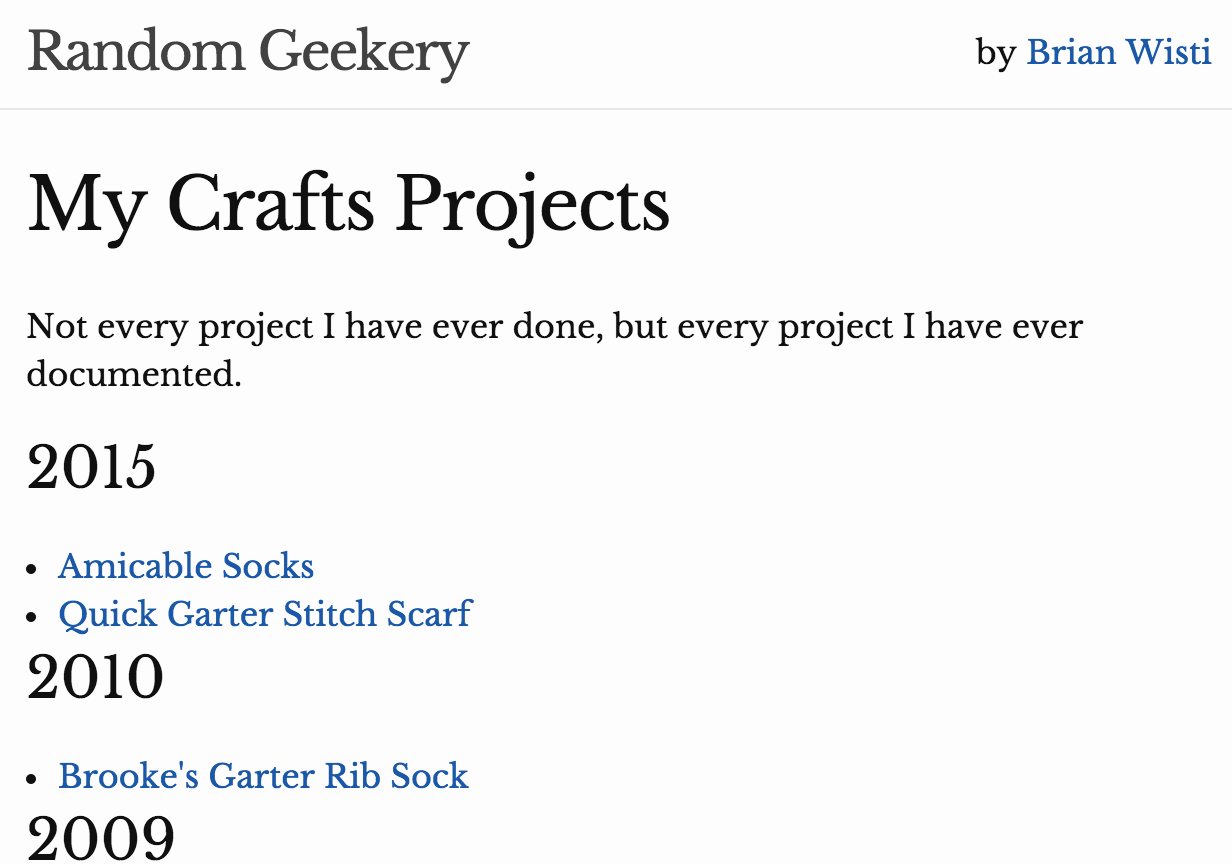 Random Geekery
by Brian Wisti
My Crafts Projects
Not every project I have ever done, but every project I have ever
documented.
2015
• Amicable Socks
• Quick Garter Stitch Scarf
2010
• Brooke's Garter Rib Sock
2009